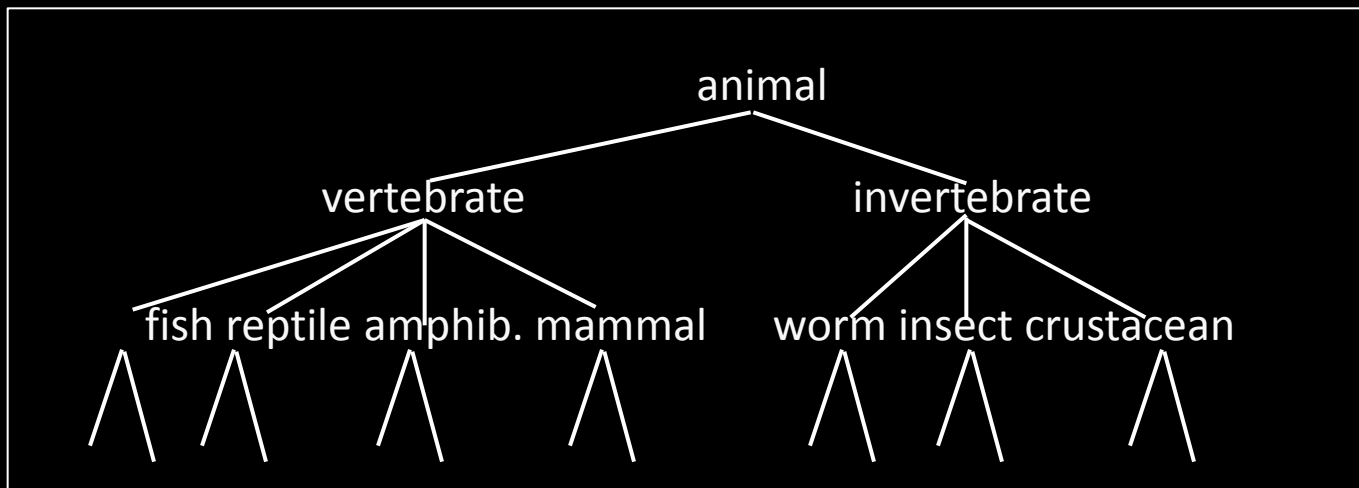 animal
vertebrate invertebrate
fish reptile amphib. mammal worm insect crustacean